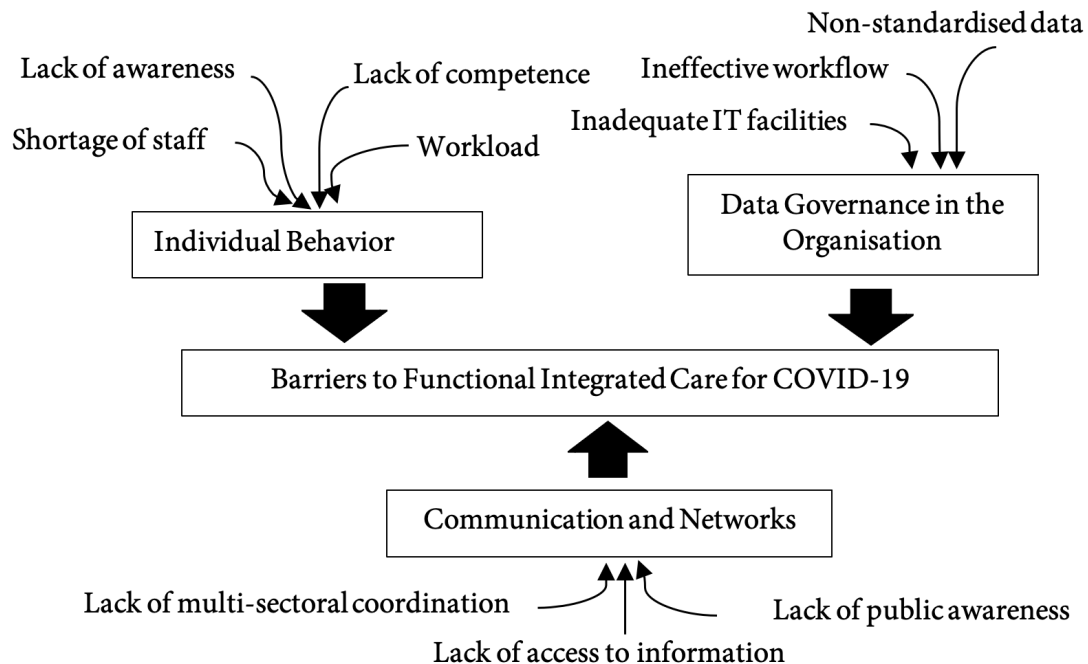 Non-standardised data
Lack of awareness
Lack of competence
Ineffective workflow
Shortage of staff
Workload
Inadequate IT facilities
Individual Behavior
Data Governance in the
Organisation
Barriers to Functional Integrated Care for COVID-19
Communication and Networks
Lack of multi-sectoral coordination
Lack of public awareness
Lack of access to information